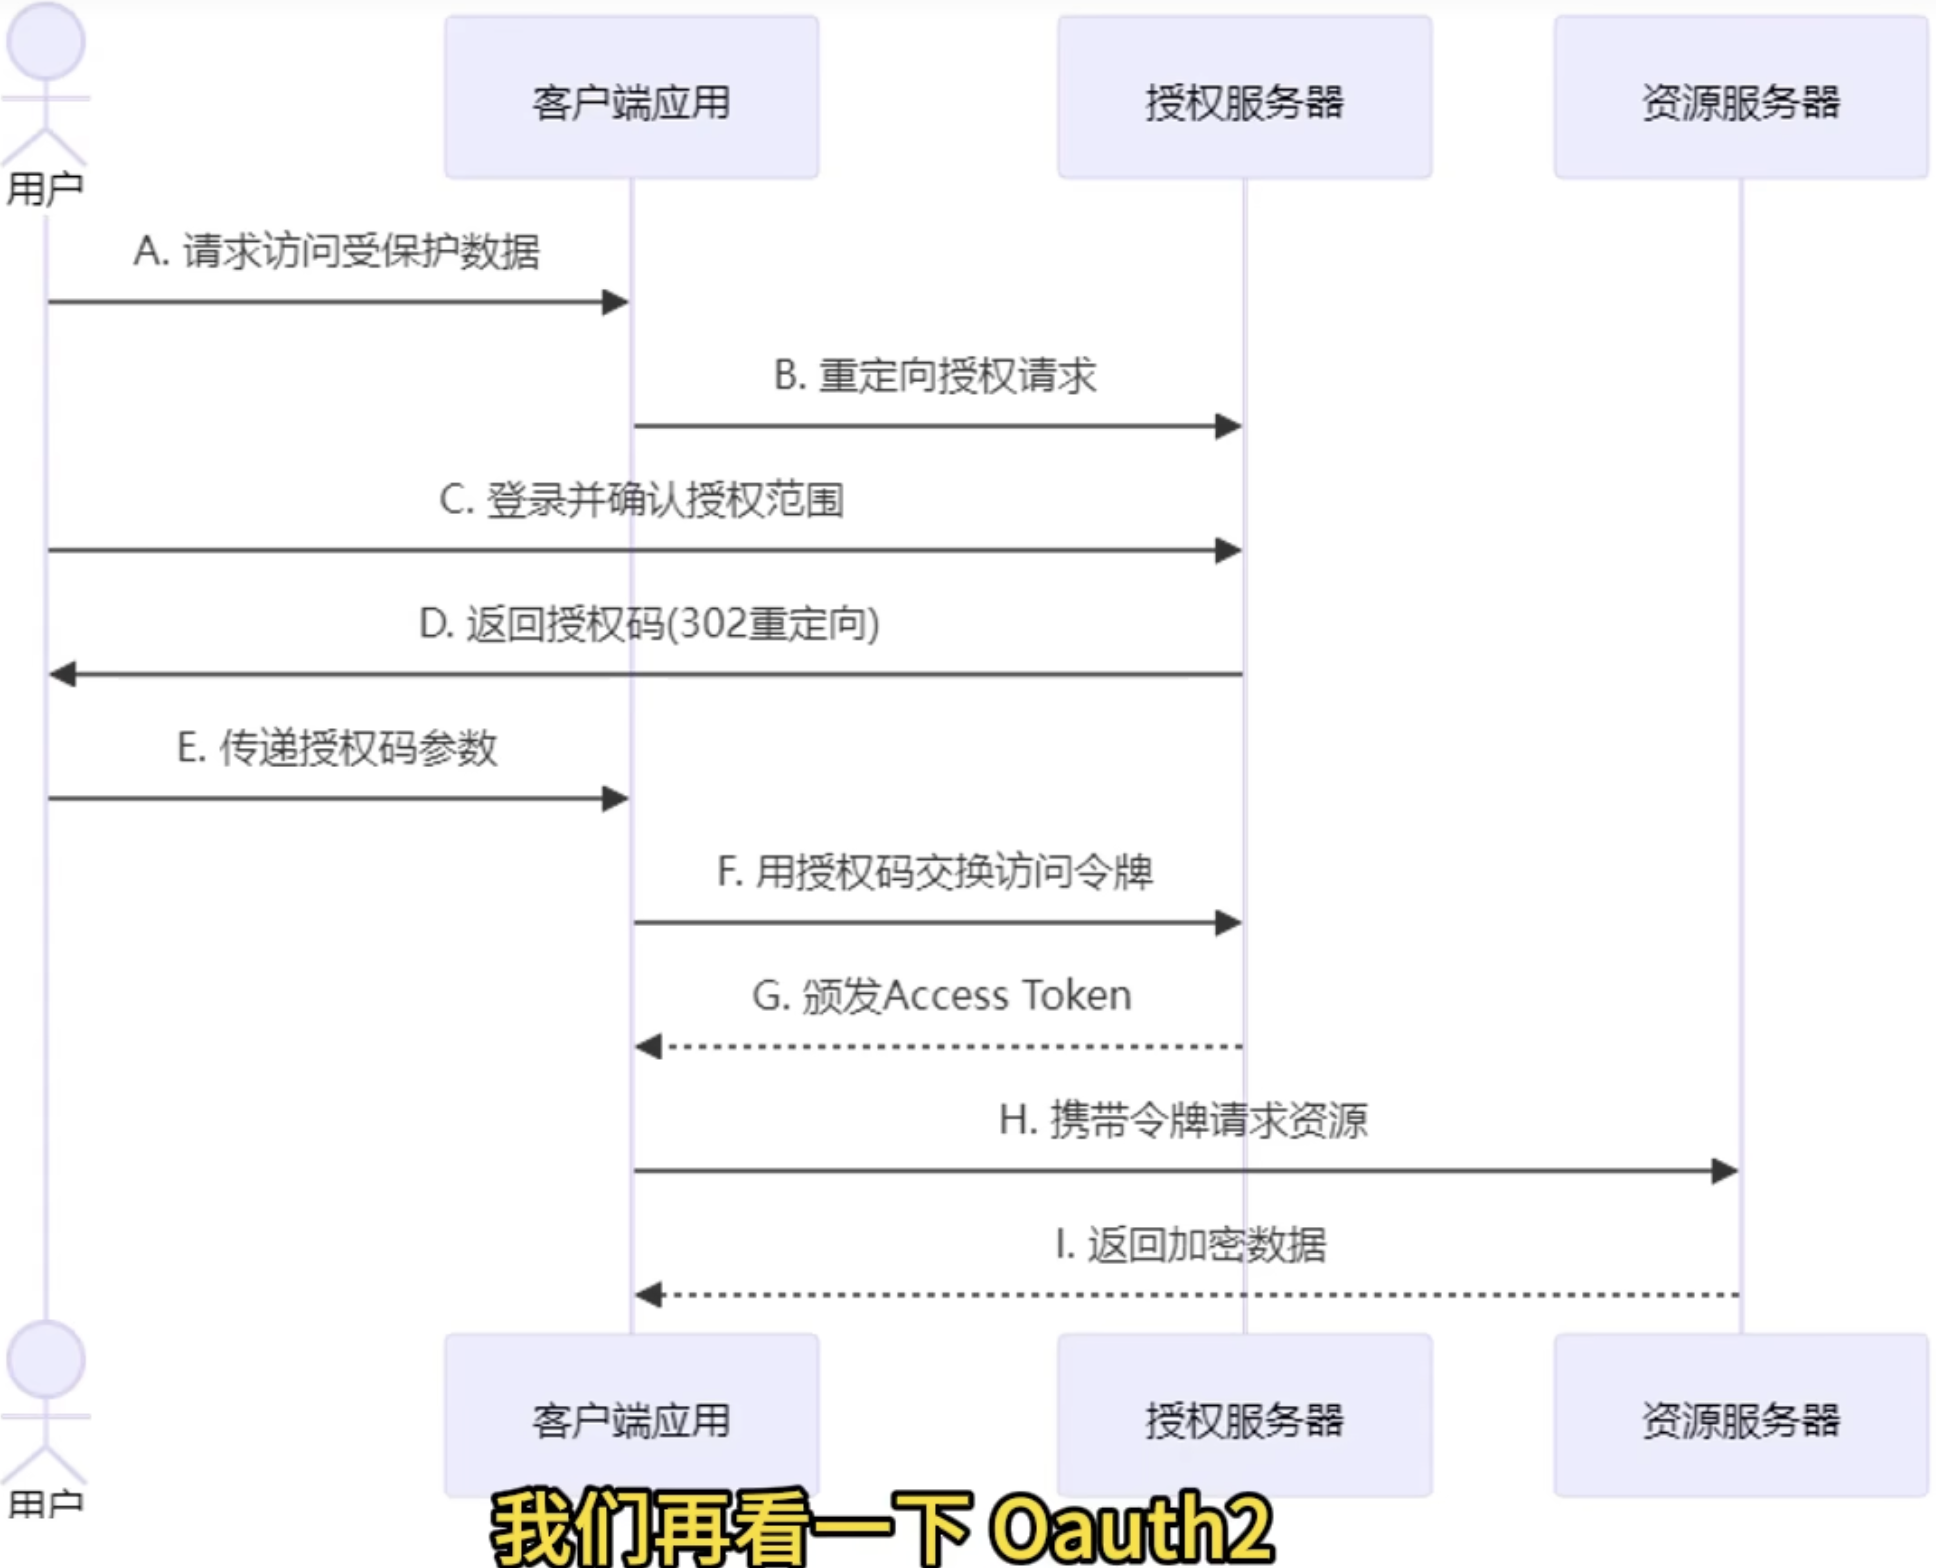 客户端应用
授权服务器
资源服务器
用户
A. 请求访问受保护数据
B. 重定向授权请求
C. 登录并确认授权范围
D. 返回授权码(302重定向)
E. 传递授权码参数
F. 用授权码交换访问令牌
G. 颁发Access Token
H. 携带令牌请求资源
I. 返回加密数据
客户端应用
授权服务器
资源服务器
用户
我们再看一下 Oauth2